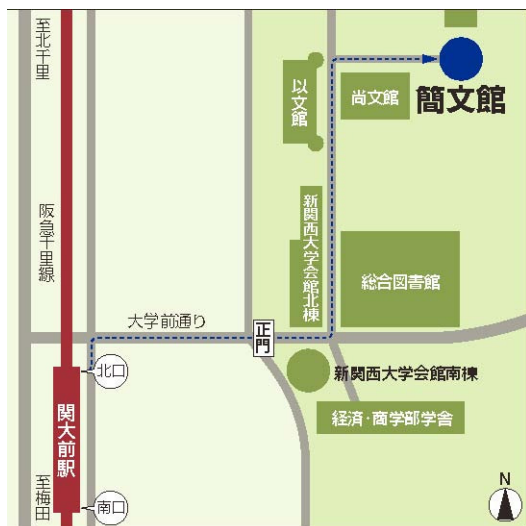 至北千里
以文館
尚文館
簡文館
阪急千里線
新関西大学会館北棟
総合図書館
大学前通り
正門
北口
新関西大学会館南棟
関大前駅
経済・商学部学舎
至梅田
南口
N